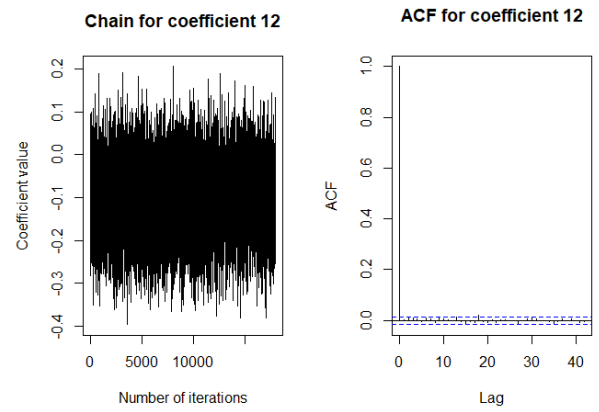 Chain for coefficient 12
Coefficient value
0.2
0.1
0.0
-0.1
-0.2
-0.3
-0.4
0 5000 10000
Number of iterations
ACF for coefficient 12
ACF
1.0
0.8
0.6
0.4
0.2
0.0
0 10 20 30 40
Lag